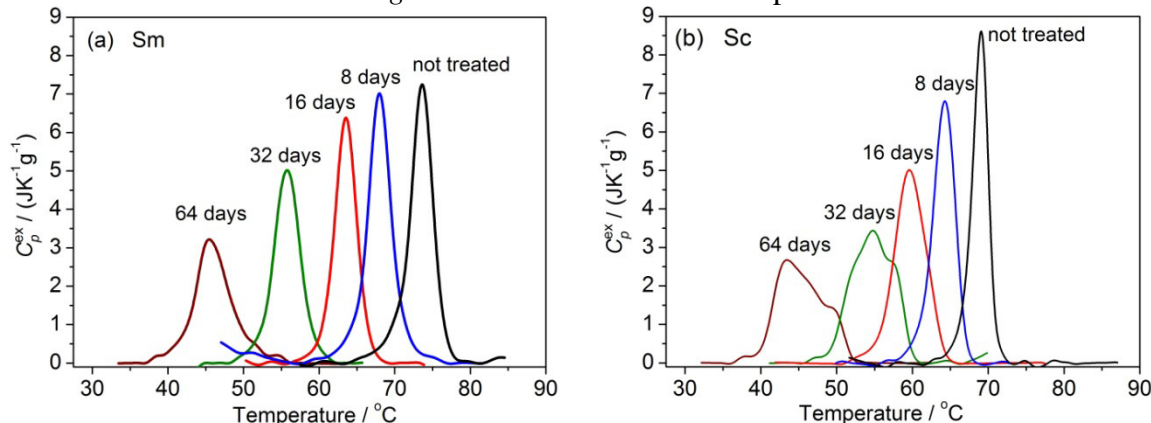 (a) Sm
not treated
8 days
16 days
32 days
64 days
C_p^ex / (JK⁻¹g⁻¹)
9
8
7
6
5
4
3
2
1
0
30 40 50 60 70 80 90
Temperature / °C
(b) Sc
not treated
8 days
16 days
32 days
64 days
C_p^ex / (JK⁻¹g⁻¹)
9
8
7
6
5
4
3
2
1
0
30 40 50 60 70 80 90
Temperature / °C